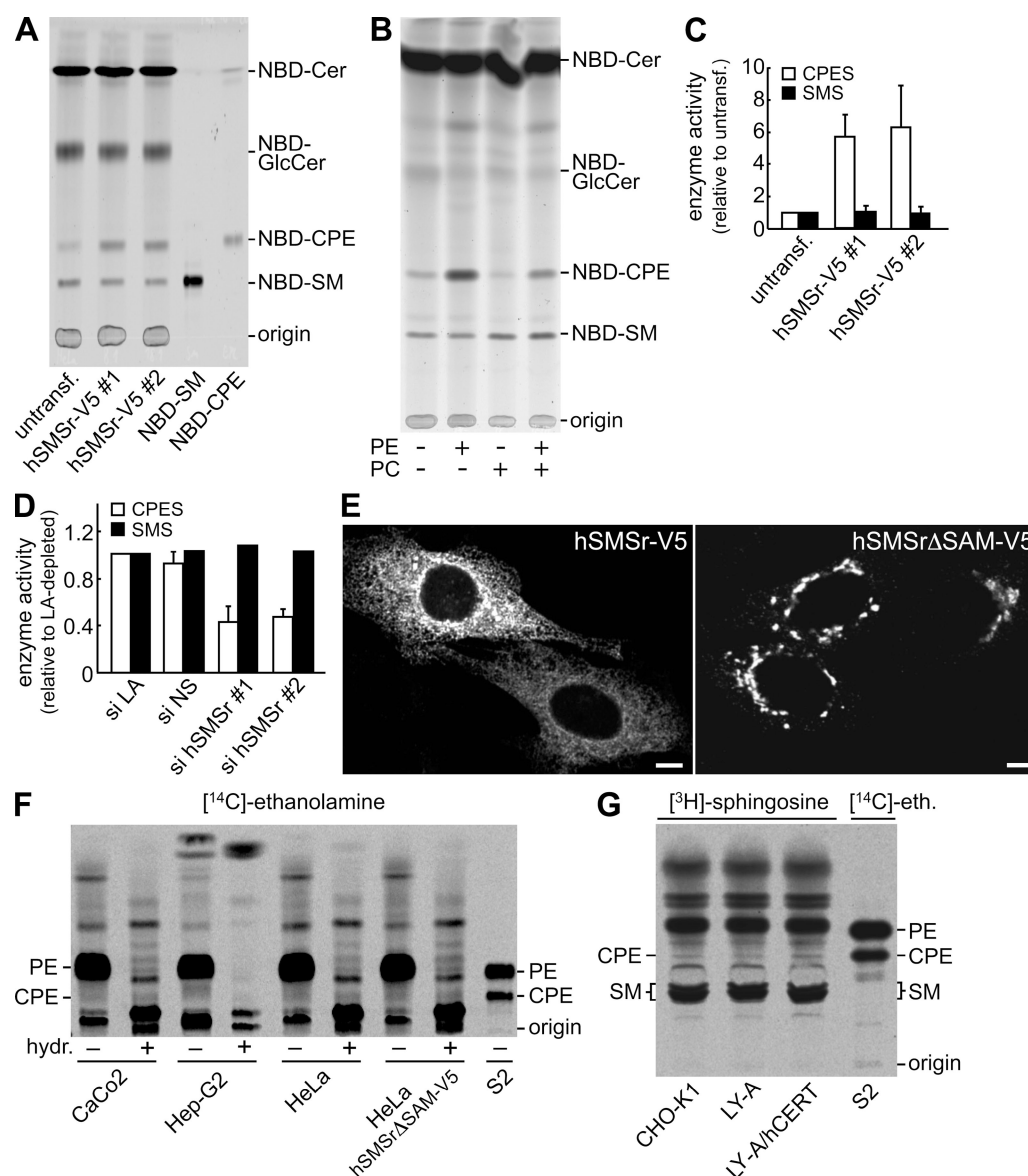 A
NBD-Cer
NBD-
GlcCer
NBD-CPE
NBD-SM
origin
untransf.
hSMSr-V5 #1
hSMSr-V5 #2
NBD-SM
NBD-CPE
B
NBD-Cer
NBD-
GlcCer
NBD-CPE
NBD-SM
origin
PE - + - +
PC - - + +
C
CPES
SMS
enzyme activity
(relative to untransf.)
10
8
6
4
2
0
untransf.
hSMSr-V5 #1
hSMSr-V5 #2
D
CPES
SMS
enzyme activity
(relative to LA-depleted)
1.2
0.8
0.4
0
si LA
si NS
si hSMSr #1
si hSMSr #2
E
hSMSr-V5
hSMSrΔSAM-V5
F
[14C]-ethanolamine
PE
CPE
PE
CPE
origin
hydr. - + - + - + - +
CaCo2
Hep-G2
HeLa
HeLa
hSMSrΔSAM-V5
S2
G
[3H]-sphingosine
[14C]-eth.
CPE
SM
PE
CPE
SM
origin
CHO-K1
LY-A
LY-A/hCERT
S2